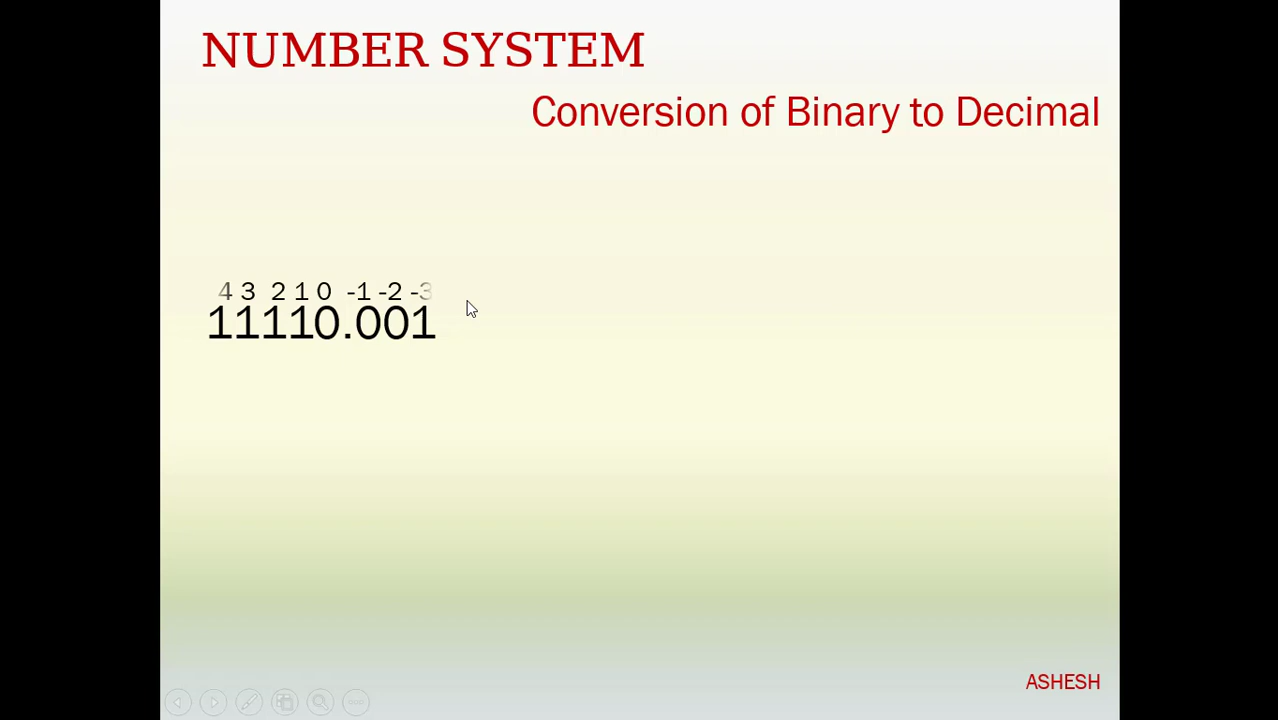 NUMBER SYSTEM
Conversion of Binary to Decimal
4 3 2 1 0 -1 -2 -3
11110.001
ASHESH